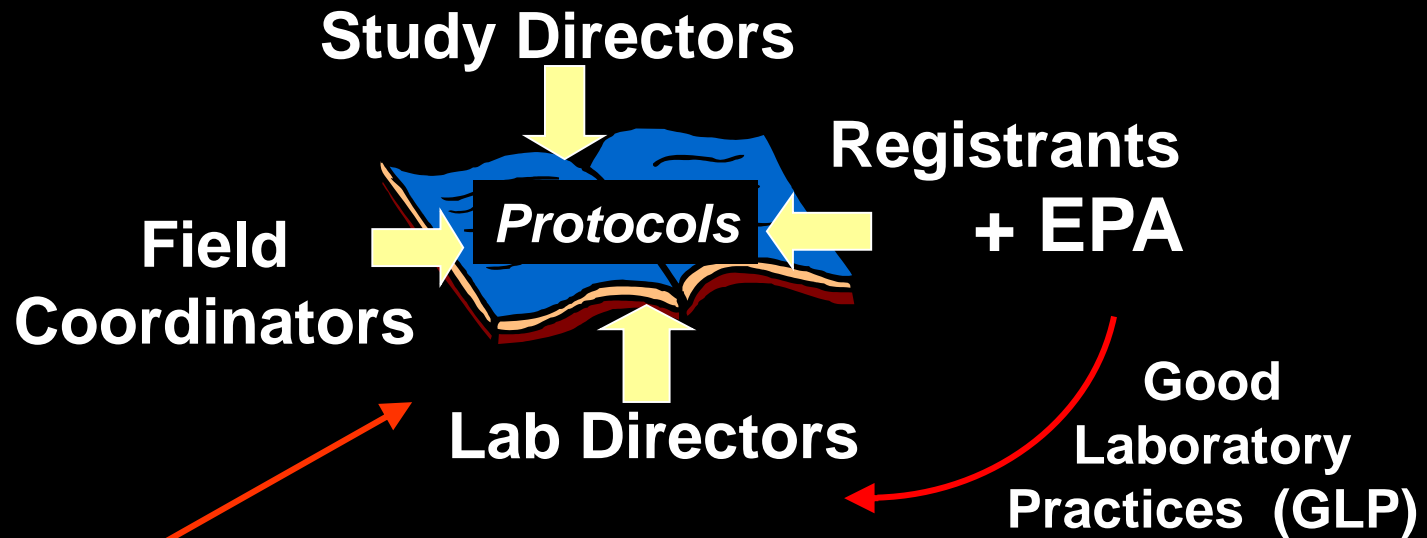 Study Directors
Registrants
+ EPA
Protocols
Field
Coordinators
Lab Directors
Good
Laboratory
Practices (GLP)